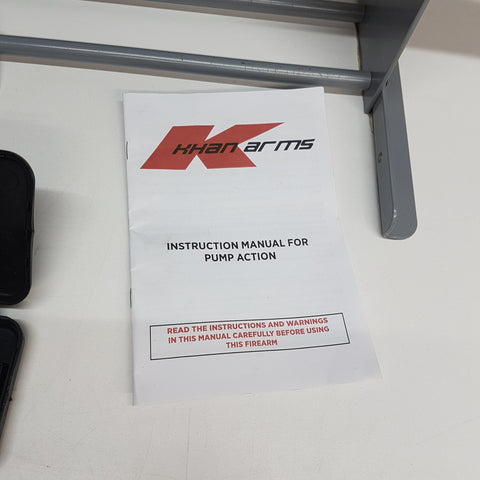 KHAN ARMS
INSTRUCTION MANUAL FOR
PUMP ACTION
READ THE INSTRUCTIONS AND WARNINGS
IN THIS MANUAL CAREFULLY BEFORE USING
THIS FIREARM